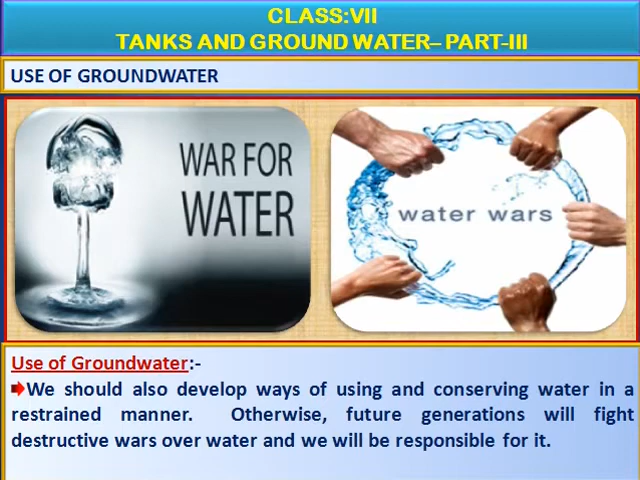 CLASS:VII
TANKS AND GROUND WATER– PART-III
USE OF GROUNDWATER
WAR FOR
WATER
water wars
Use of Groundwater:-
We should also develop ways of using and conserving water in a
restrained manner. Otherwise, future generations will fight
destructive wars over water and we will be responsible for it.